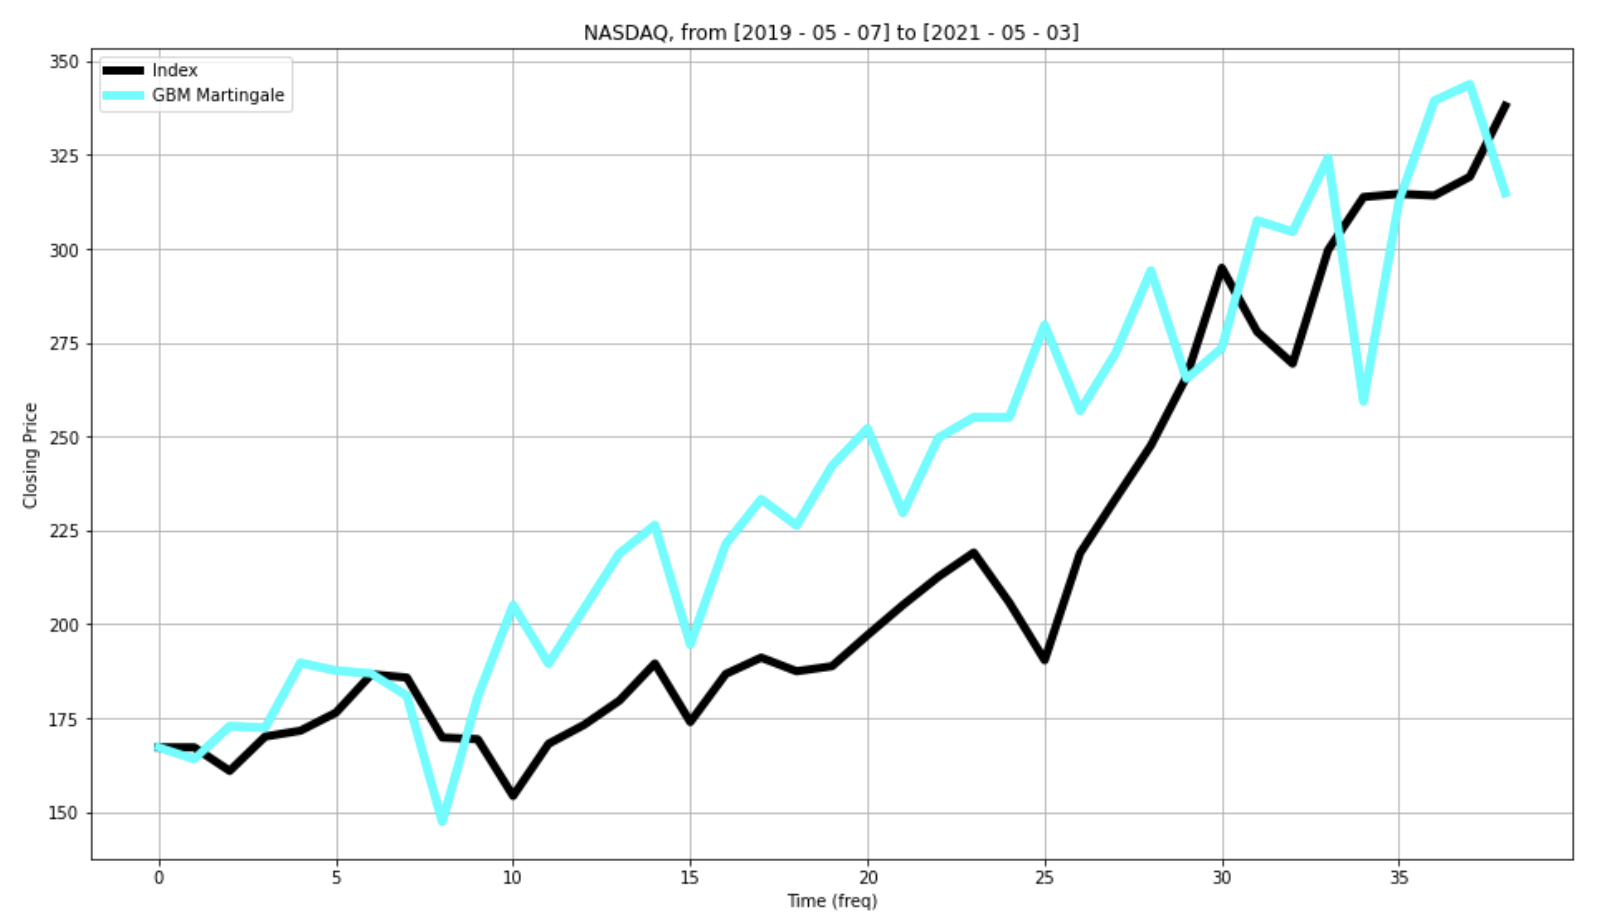 NASDAQ, from [2019 - 05 - 07] to [2021 - 05 - 03]
Index
GBM Martingale
350
325
300
275
250
225
200
175
150
Closing Price
0 5 10 15 20 25 30 35
Time (freq)